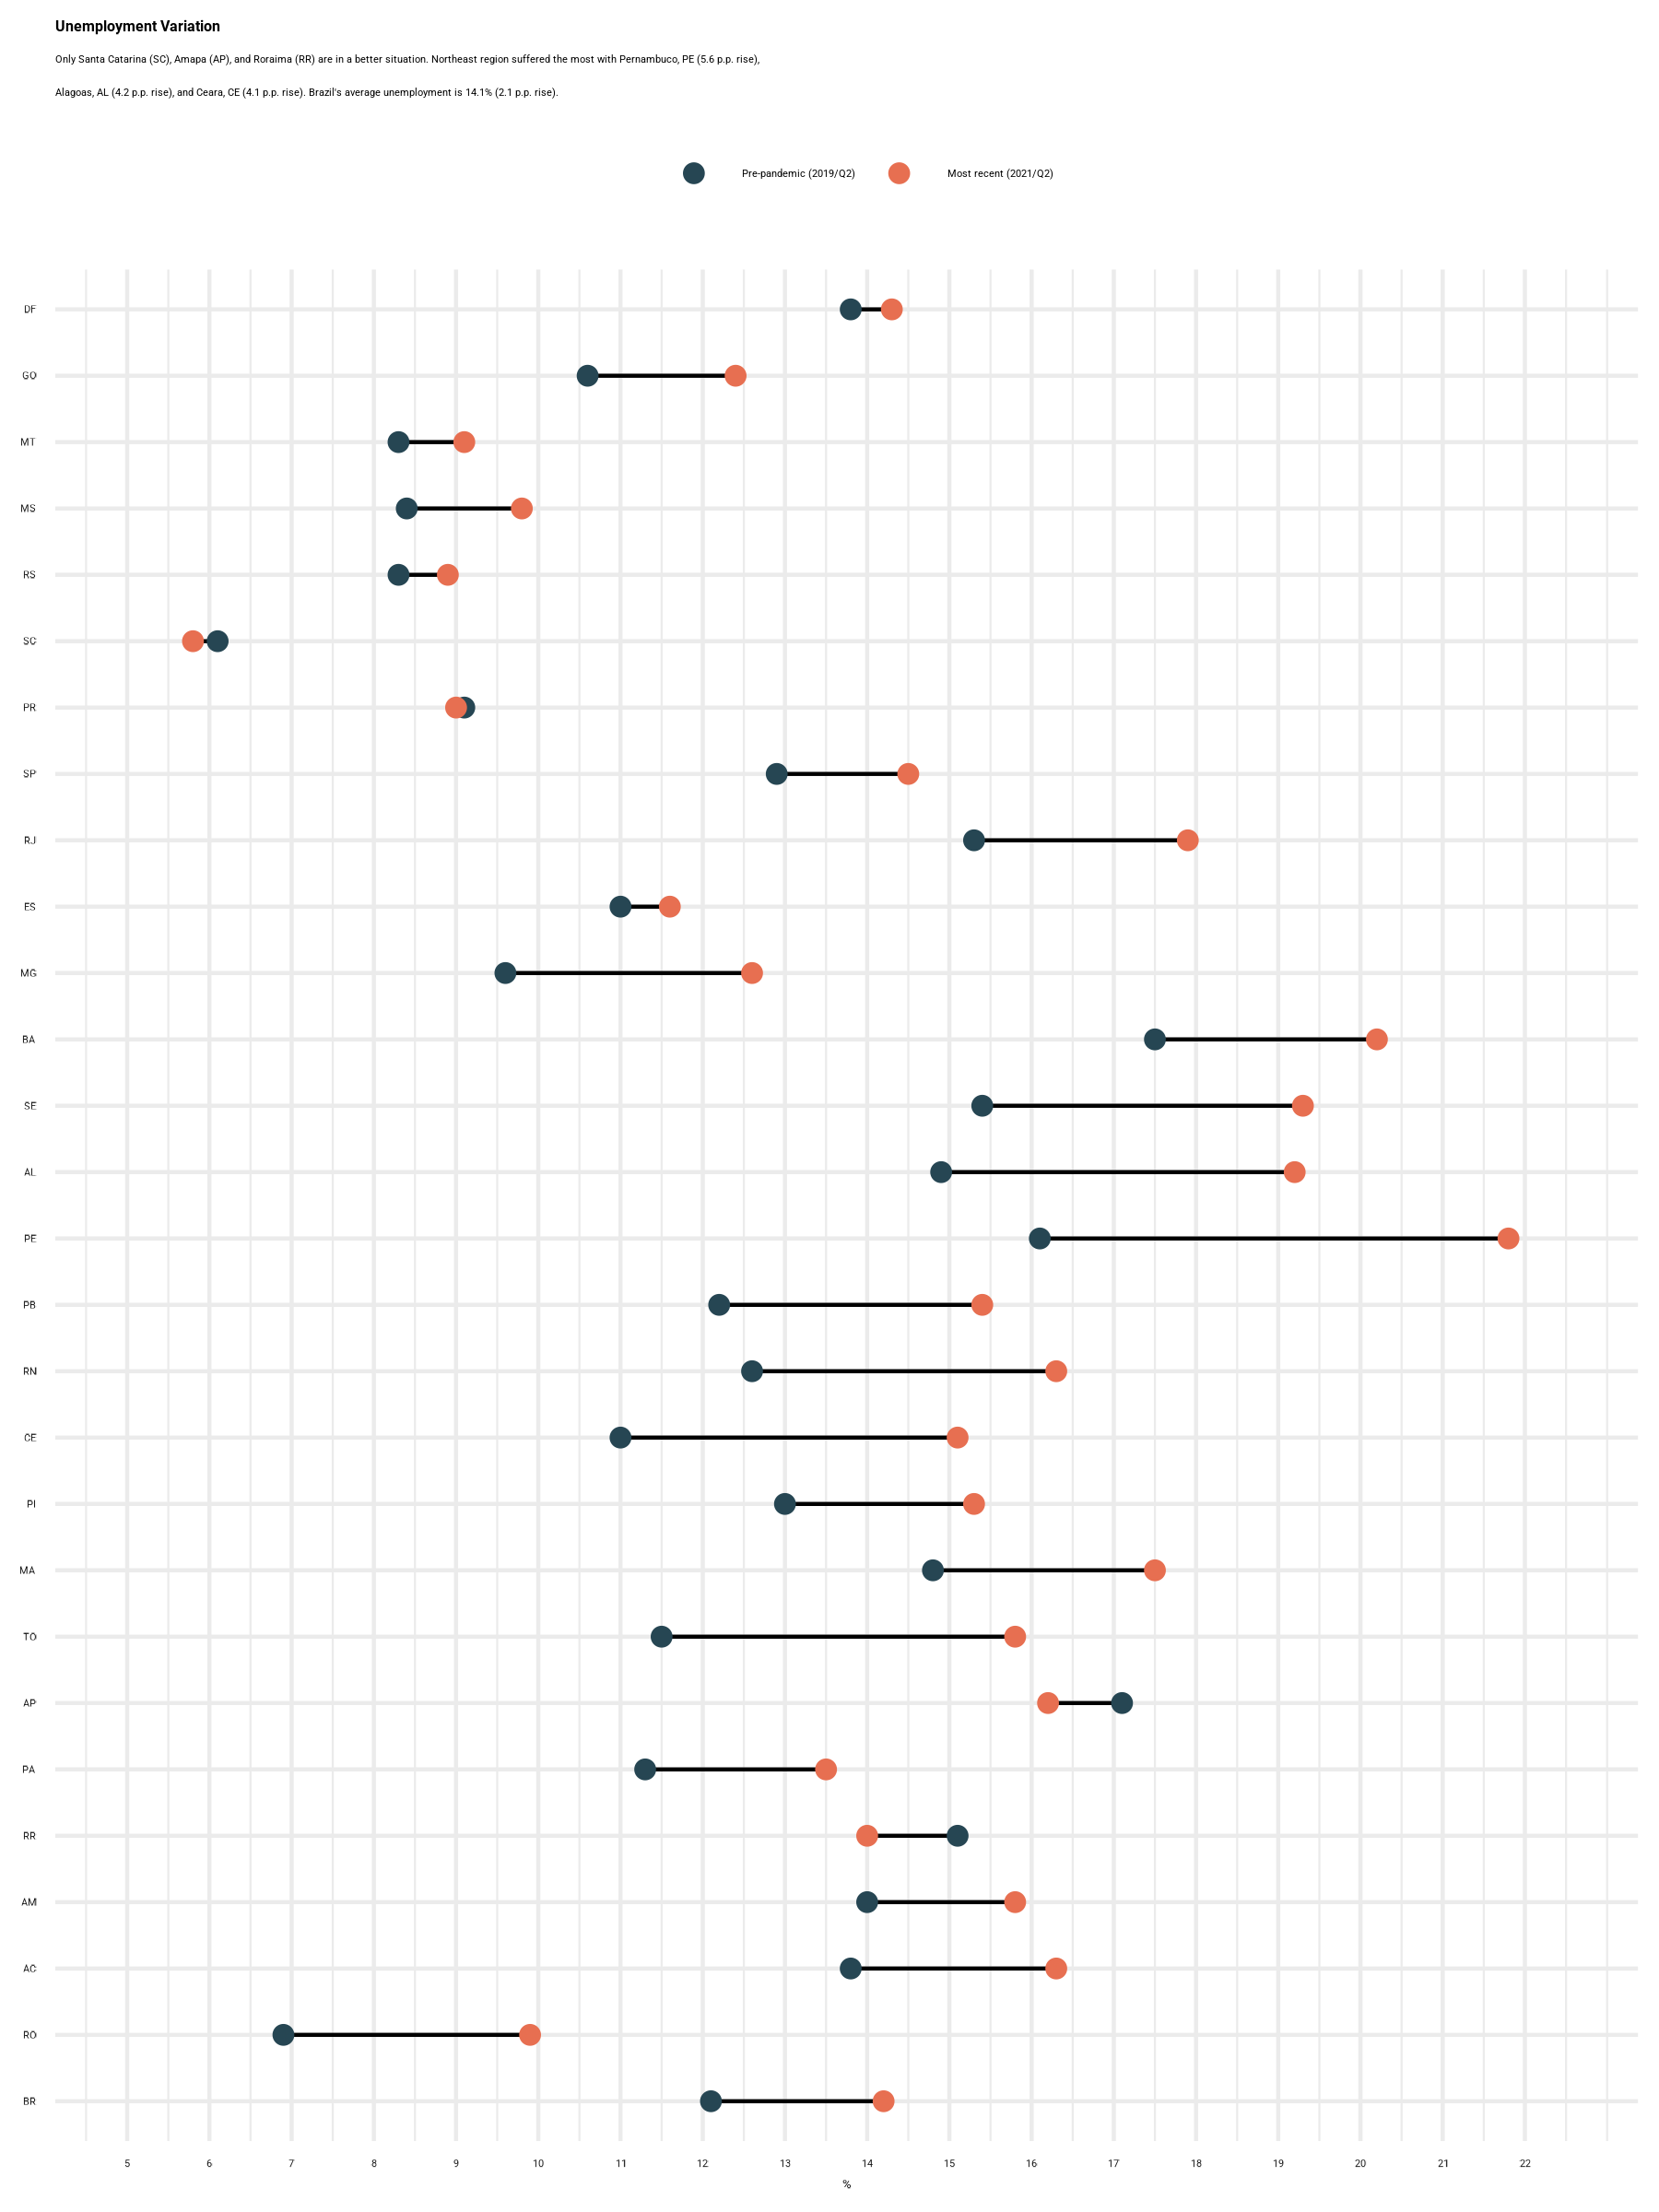 Unemployment Variation
Only Santa Catarina (SC), Amapa (AP), and Roraima (RR) are in a better situation. Northeast region suffered the most with Pernambuco, PE (5.6 p.p. rise),
Alagoas, AL (4.2 p.p. rise), and Ceara, CE (4.1 p.p. rise). Brazil's average unemployment is 14.1% (2.1 p.p. rise).
Pre-pandemic (2019/Q2) Most recent (2021/Q2)
DF
GO
MT
MS
RS
SC
PR
SP
RJ
ES
MG
BA
SE
AL
PE
PB
RN
CE
PI
MA
TO
AP
PA
RR
AM
AC
RO
BR
5 6 7 8 9 10 11 12 13 14 15 16 17 18 19 20 21 22
%